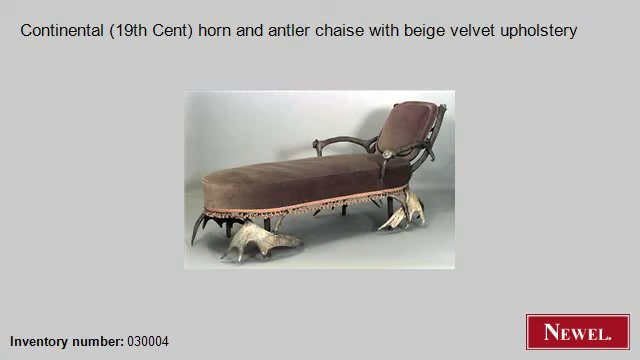 Continental (19th Cent) horn and antler chaise with beige velvet upholstery
Inventory number: 030004
NEWEL.